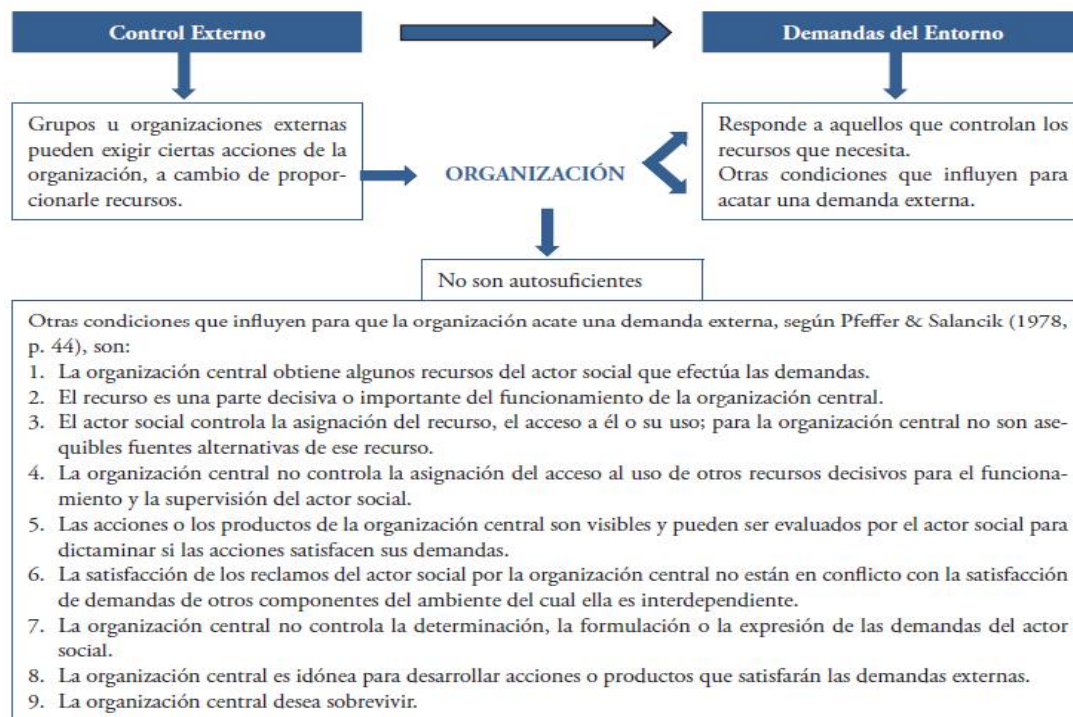 Control Externo
Demandas del Entorno
Grupos u organizaciones externas
pueden exigir ciertas acciones de la
organización, a cambio de propor-
cionarle recursos.
ORGANIZACIÓN
Responde a aquellos que controlan los
recursos que necesita.
Otras condiciones que influyen para
acatar una demanda externa.
No son autosuficientes
Otras condiciones que influyen para que la organización acate una demanda externa, según Pfeffer & Salancik (1978,
p. 44), son:
1. La organización central obtiene algunos recursos del actor social que efectúa las demandas.
2. El recurso es una parte decisiva o importante del funcionamiento de la organización central.
3. El actor social controla la asignación del recurso, el acceso a él o su uso; para la organización central no son ase-
quibles fuentes alternativas de ese recurso.
4. La organización central no controla la asignación del acceso al uso de otros recursos decisivos para el funciona-
miento y la supervisión del actor social.
5. Las acciones o los productos de la organización central son visibles y pueden ser evaluados por el actor social para
dictaminar si las acciones satisfacen sus demandas.
6. La satisfacción de los reclamos del actor social por la organización central no están en conflicto con la satisfacción
de demandas de otros componentes del ambiente del cual ella es interdependiente.
7. La organización central no controla la determinación, la formulación o la expresión de las demandas del actor
social.
8. La organización central es idónea para desarrollar acciones o productos que satisfarán las demandas externas.
9. La organización central desea sobrevivir.